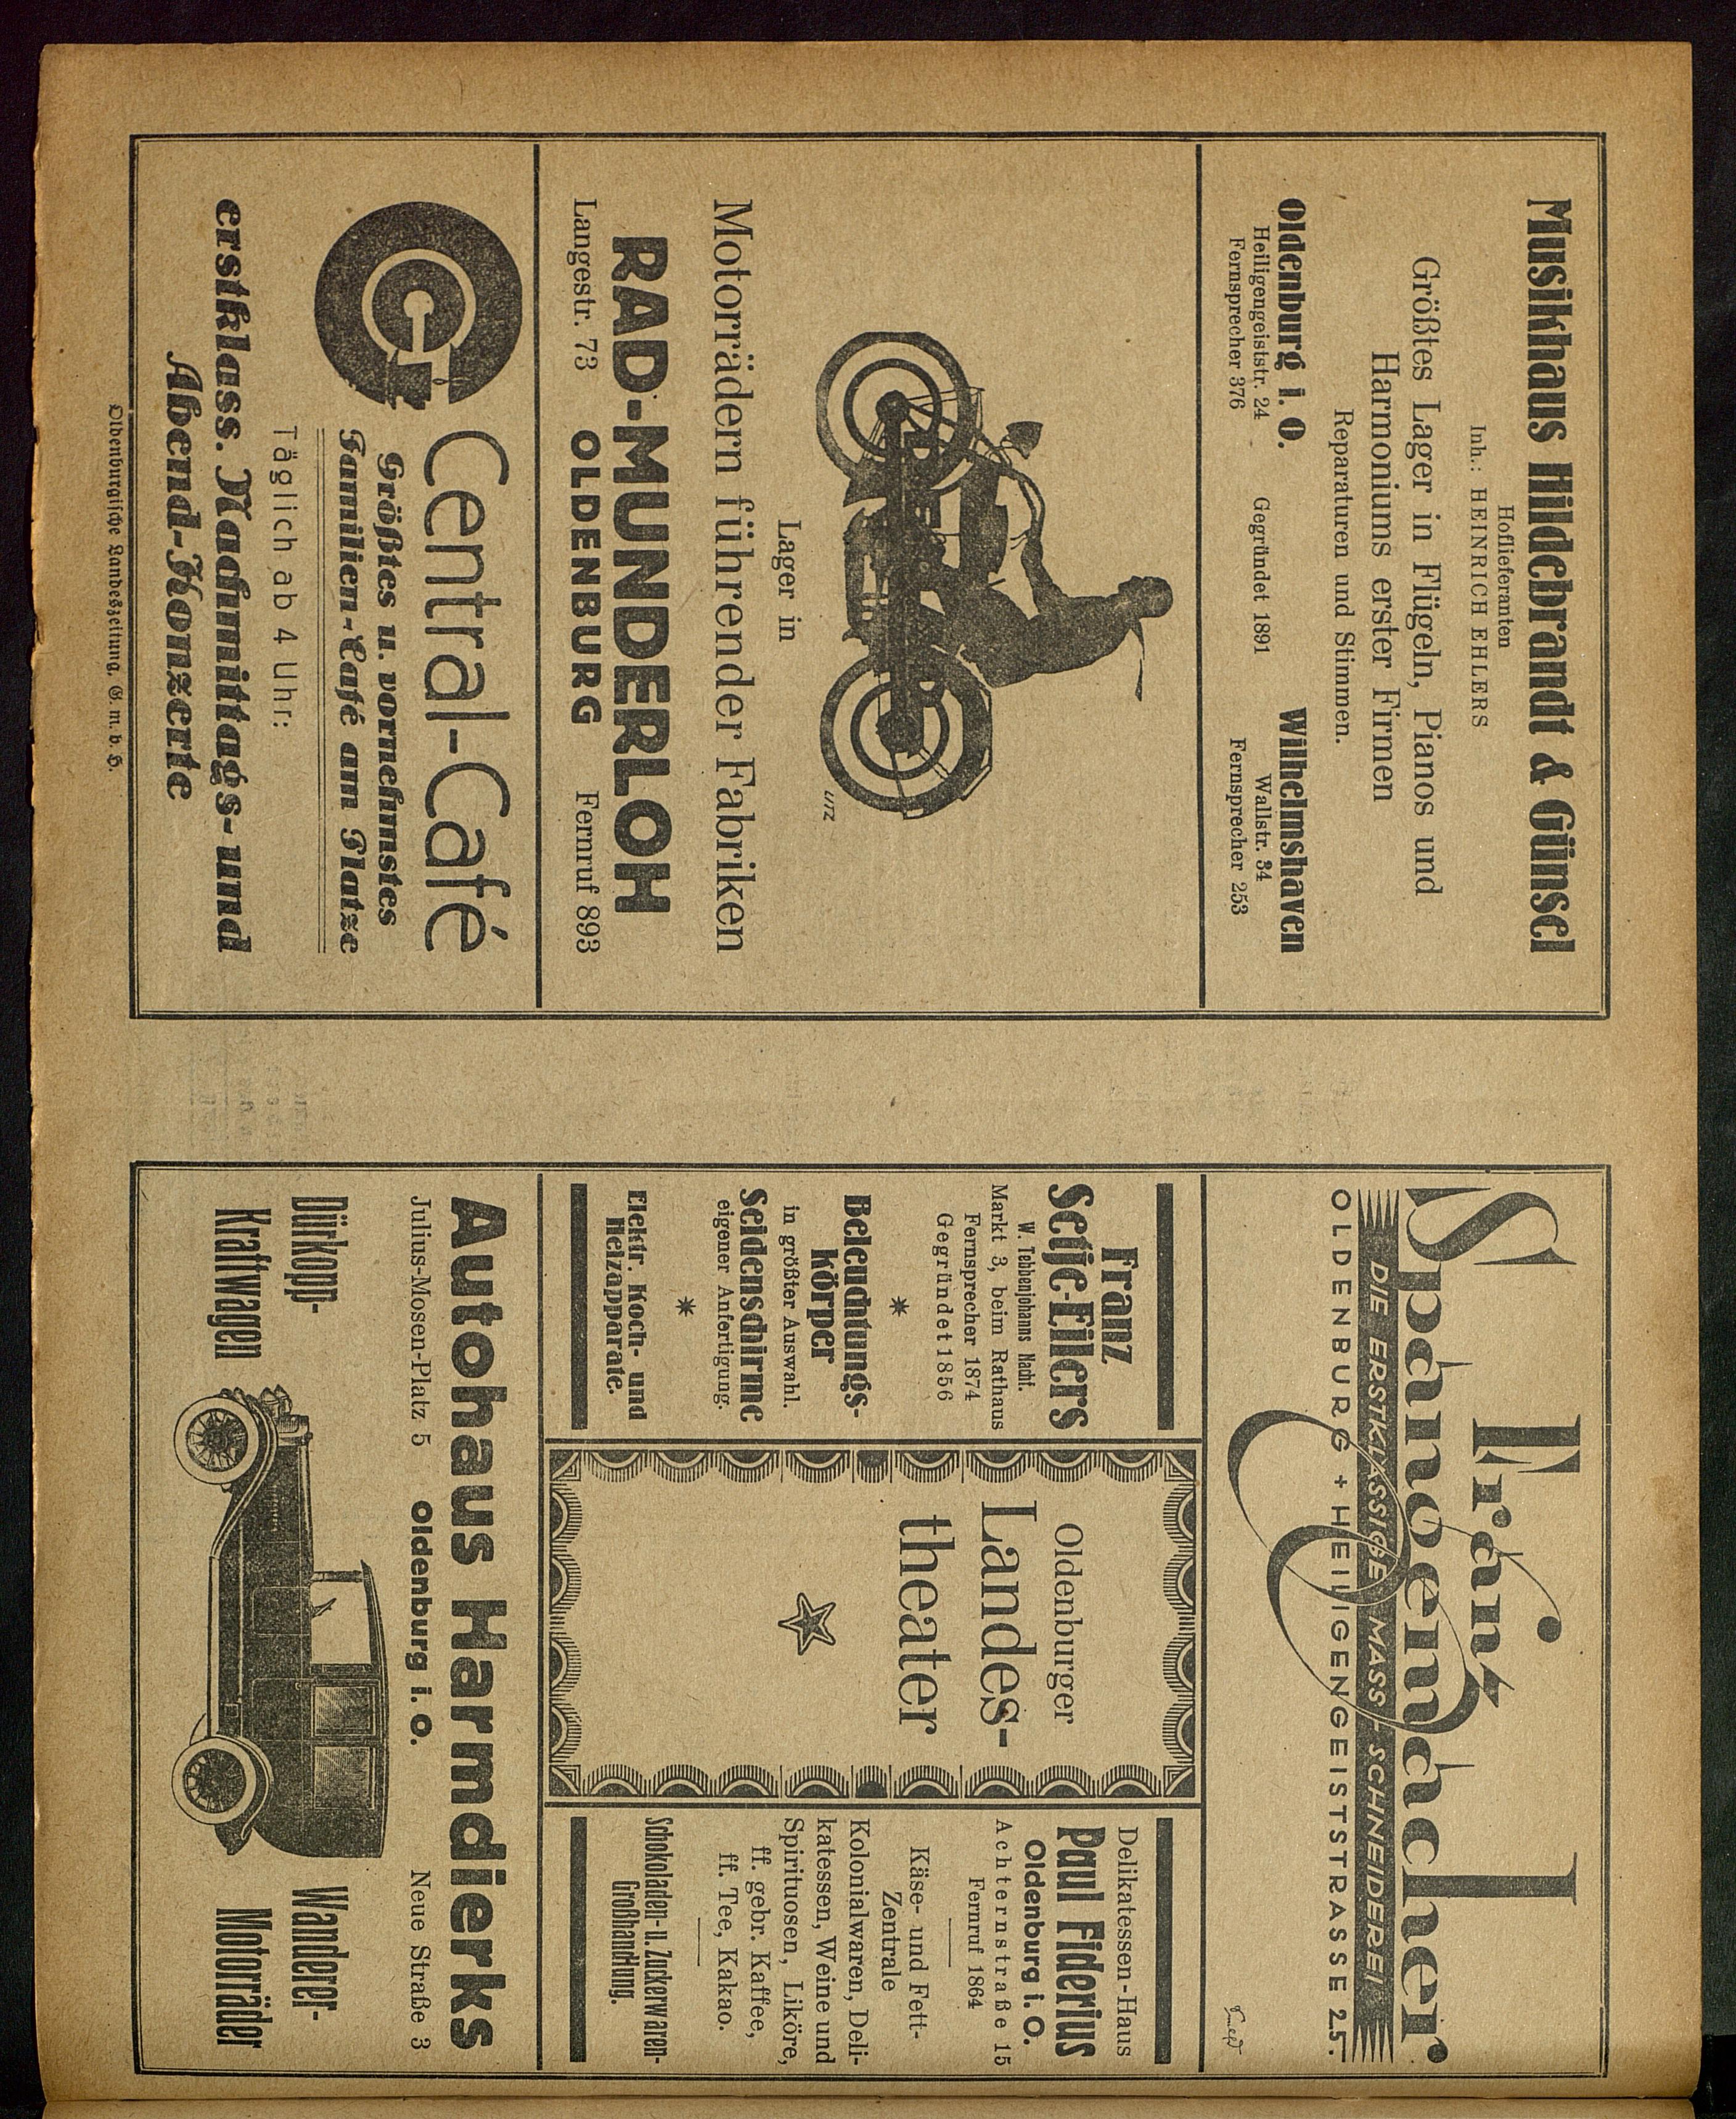 Musikhaus Hildebrandt & Günsel
Hoflieferanten
Inh.: HEINRICH EHLERS
Größtes Lager in Flügeln, Pianos und
Harmoniums erster Firmen
Reparaturen und Stimmen.
Oldenburg i. O.
Heiligengeiststr. 24
Fernsprecher 376
Gegründet 1891
Wilhelmshaven
Wallstr. 34
Fernsprecher 253
UTZ
Lager in
Motorrädern führender Fabriken
RAD-MUNDERLOH
Langestr. 73 OLDENBURG Fernruf 893
Central-Café
Größtes u. vornehmstes
Familien-Café am Platze
Täglich ab 4 Uhr:
erstklass. Nachmittags- und
Abend-Konzerte
Oldenburgische Landeszeitung, G. m. b. H.
Franz
Spandoemacher
DIE ERSTKLASSIGE MASS-SCHNEIDEREI
OLDENBURG + HEILIGENGEISTSTRASSE 25.
Franz
Setje-Eilers
W. Tebbenjohanns Nachf.
Markt 3, beim Rathaus
Fernsprecher 1874
Gegründet 1856
Beleuchtungs-
körper
in größter Auswahl.
Seidenschirme
eigener Anfertigung.
Elektr. Koch- und
Heizapparate.
Oldenburger
Landes-
theater
Delikatessen-Haus
Paul Fiderius
Oldenburg i. O.
Achternstraße 15
Fernruf 1864
Käse- und Fett-
Zentrale
Kolonialwaren, Deli-
katessen, Weine und
Spirituosen, Liköre,
ff. gebr. Kaffee,
ff. Tee, Kakao.
Schokoladen- u. Zuckerwaren-
Großhandlung.
Autohaus Harmdierks
Julius-Mosen-Platz 5 Oldenburg i. O. Neue Straße 3
Dürkopp-
Kraftwagen
Wanderer-
Motorräder